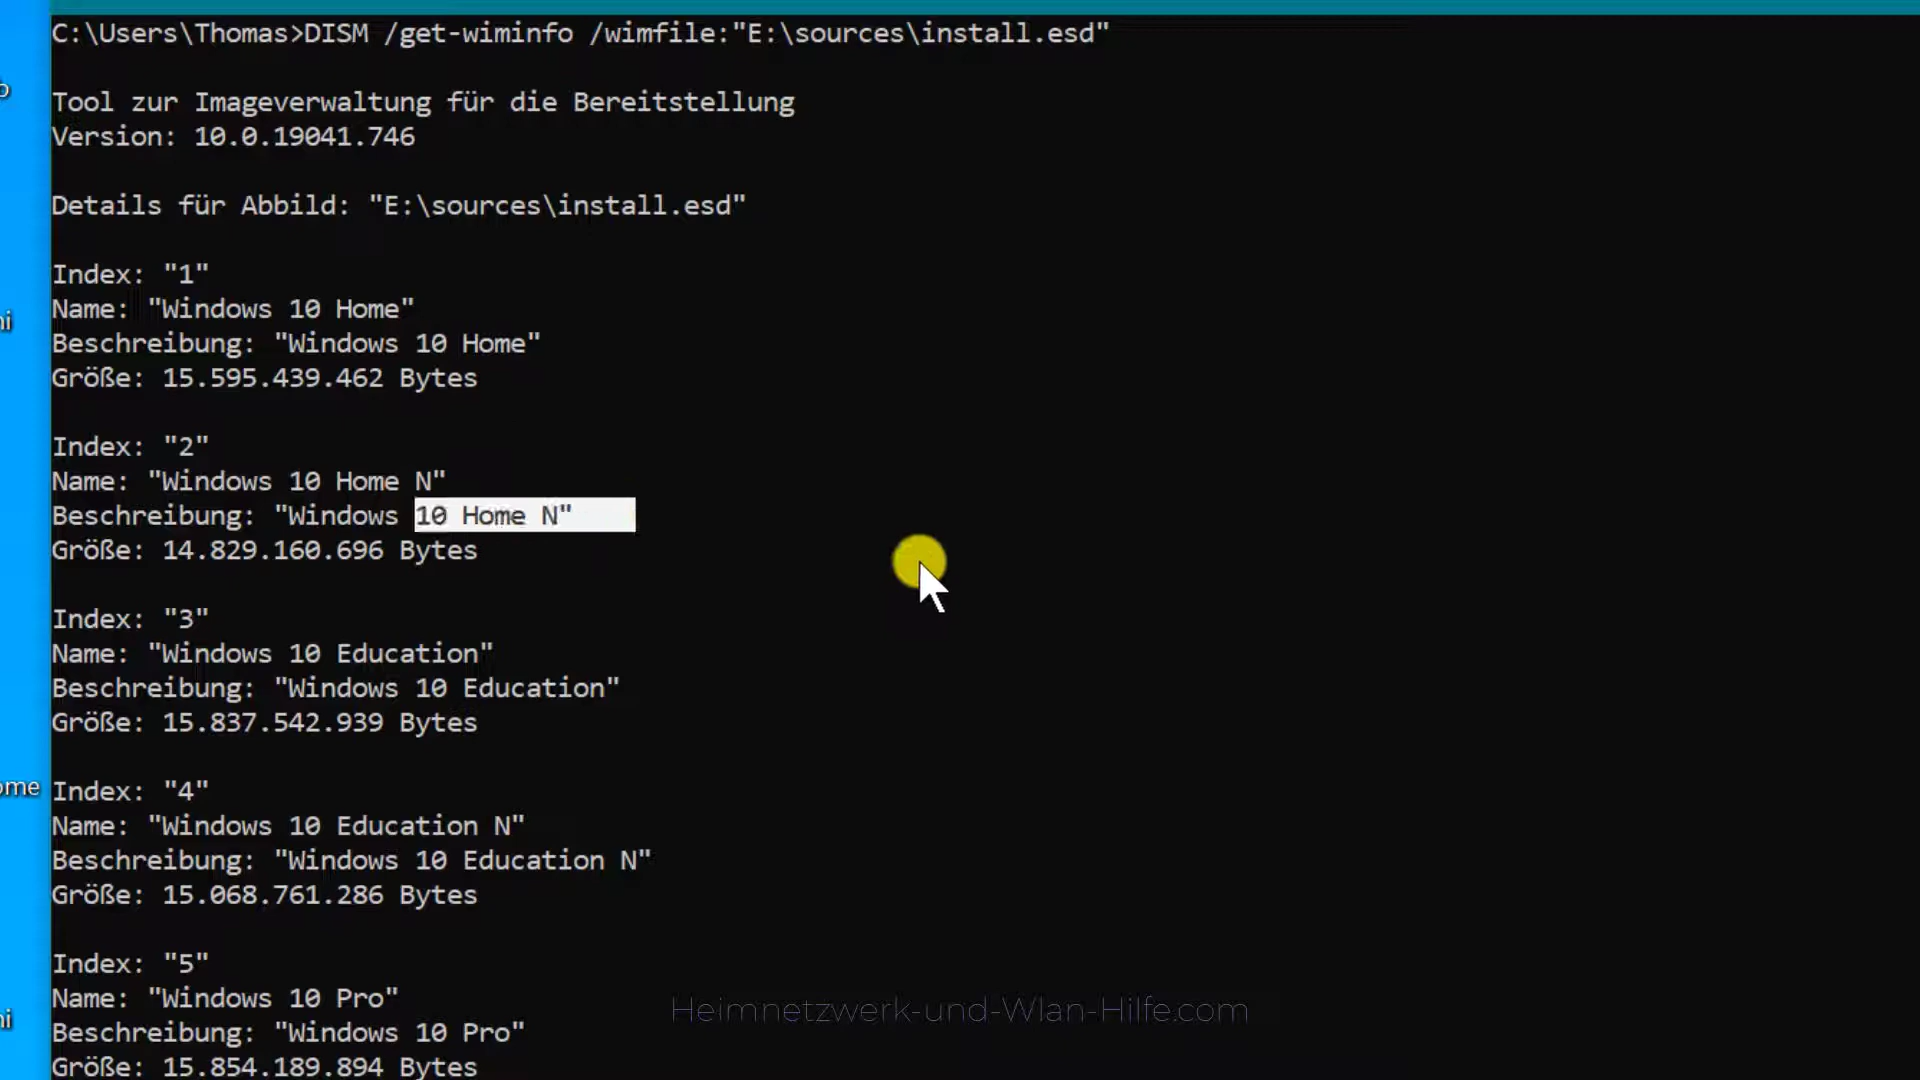 C:\Users\Thomas>DISM /get-wiminfo /wimfile:"E:\sources\install.esd"
Tool zur Imageverwaltung für die Bereitstellung
Version: 10.0.19041.746
Details für Abbild: "E:\sources\install.esd"
Index: "1"
Name: "Windows 10 Home"
Beschreibung: "Windows 10 Home"
Größe: 15.595.439.462 Bytes
Index: "2"
Name: "Windows 10 Home N"
Beschreibung: "Windows 10 Home N"
Größe: 14.829.160.696 Bytes
Index: "3"
Name: "Windows 10 Education"
Beschreibung: "Windows 10 Education"
Größe: 15.837.542.939 Bytes
Index: "4"
Name: "Windows 10 Education N"
Beschreibung: "Windows 10 Education N"
Größe: 15.068.761.286 Bytes
Index: "5"
Name: "Windows 10 Pro"
Beschreibung: "Windows 10 Pro"
Größe: 15.854.189.894 Bytes
Heimnetzwerk-und-Wlan-Hilfe.com